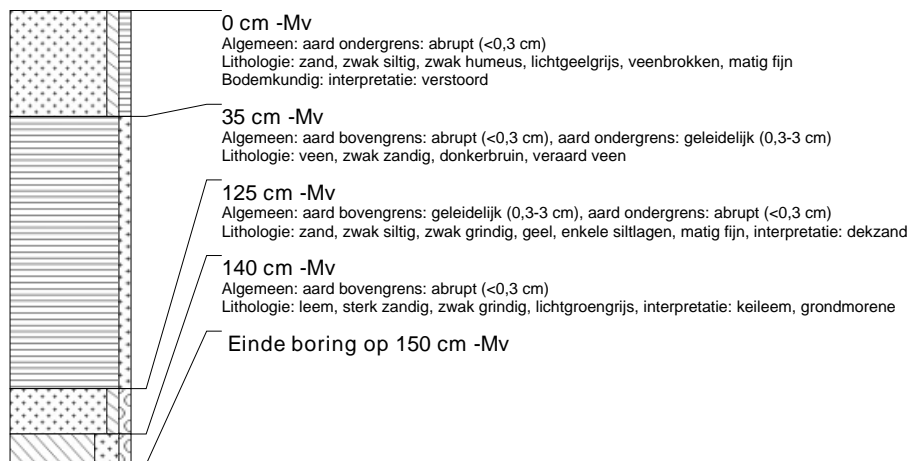 0 cm -Mv
Algemeen: aard ondergrens: abrupt (<0,3 cm)
Lithologie: zand, zwak siltig, zwak humeus, lichtgeelgrijs, veenbrokken, matig fijn
Bodemkundig: interpretatie: verstoord
35 cm -Mv
Algemeen: aard bovengrens: abrupt (<0,3 cm), aard ondergrens: geleidelijk (0,3-3 cm)
Lithologie: veen, zwak zandig, donkerbruin, veraard veen
125 cm -Mv
Algemeen: aard bovengrens: geleidelijk (0,3-3 cm), aard ondergrens: abrupt (<0,3 cm)
Lithologie: zand, zwak siltig, zwak grindig, geel, enkele siltlagen, matig fijn, interpretatie: dekzand
140 cm -Mv
Algemeen: aard bovengrens: abrupt (<0,3 cm)
Lithologie: leem, sterk zandig, zwak grindig, lichtgroengrijs, interpretatie: keileem, grondmorene
Einde boring op 150 cm -Mv